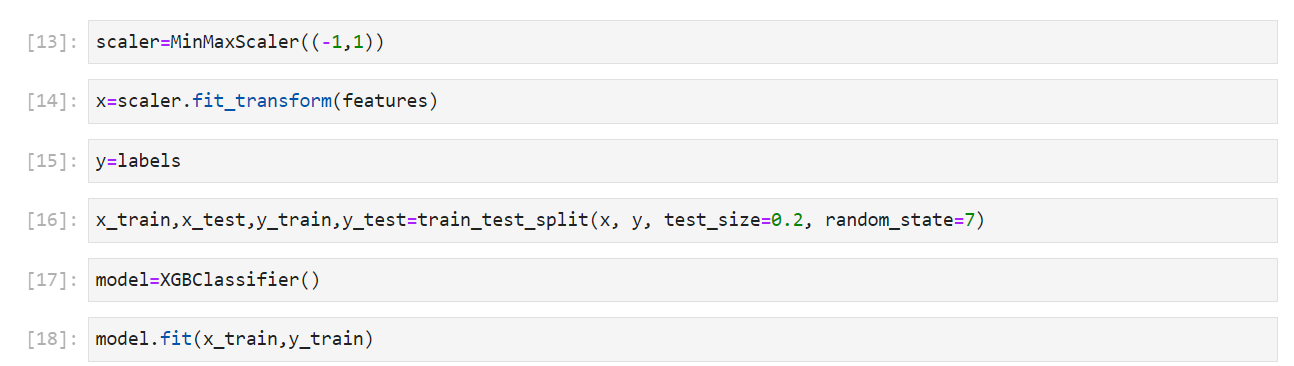 [13]: scaler=MinMaxScaler((-1,1))
[14]: x=scaler.fit_transform(features)
[15]: y=labels
[16]: x_train,x_test,y_train,y_test=train_test_split(x, y, test_size=0.2, random_state=7)
[17]: model=XGBClassifier()
[18]: model.fit(x_train,y_train)